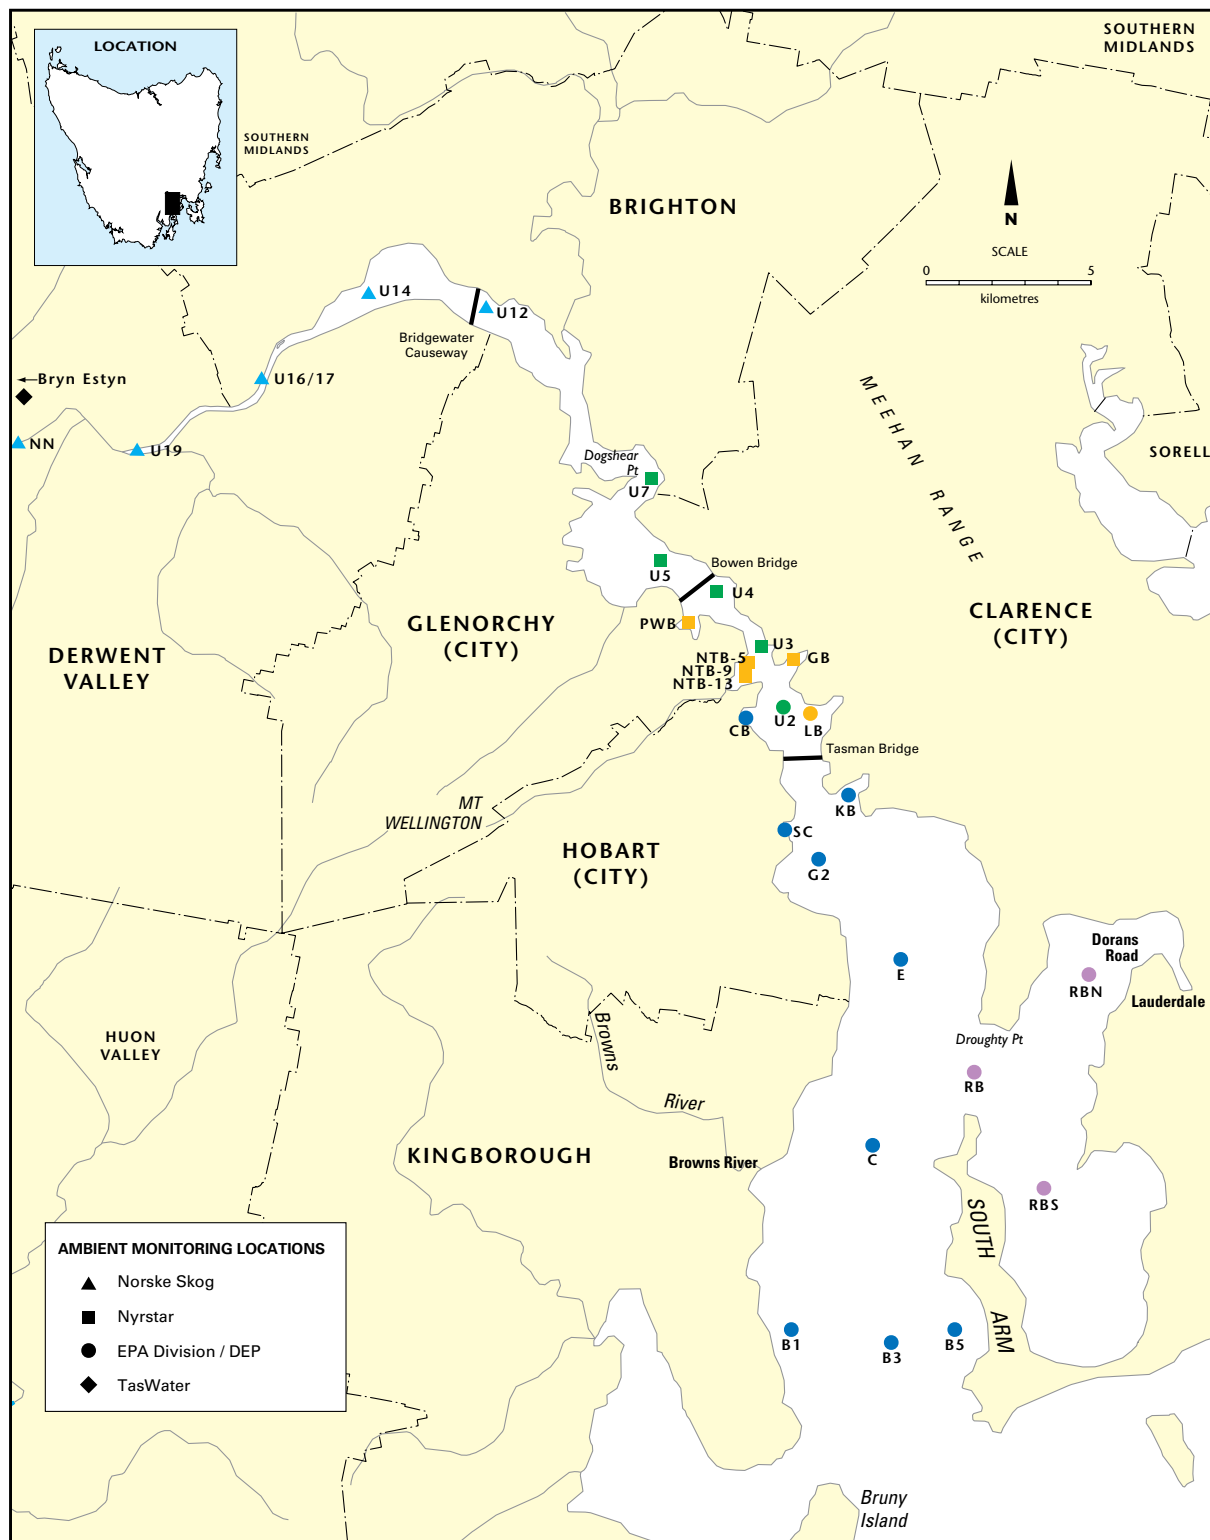 LOCATION
SOUTHERN
MIDLANDS
SOUTHERN
MIDLANDS
BRIGHTON
N
SCALE
0
5
kilometres
U14
U12
Bridgewater
Causeway
Bryn Estyn
U16/17
NN
U19
MEEHAN RANGE
SORELL
Dogshear
Pt
U7
Bowen Bridge
U5
U4
PWB
GLENORCHY
(CITY)
CLARENCE
(CITY)
DERWENT
VALLEY
U3
NTB-5
GB
NTB-9
NTB-13
U2
CB
LB
Tasman Bridge
MT
WELLINGTON
KB
SC
HOBART
(CITY)
G2
Dorans
Road
E
RBN
Lauderdale
HUON
VALLEY
Browns
River
Droughty Pt
RB
KINGBOROUGH
Browns River
C
RBS
SOUTH
ARM
AMBIENT MONITORING LOCATIONS
Norske Skog
Nyrstar
EPA Division / DEP
TasWater
B1
B3
B5
Bruny
Island